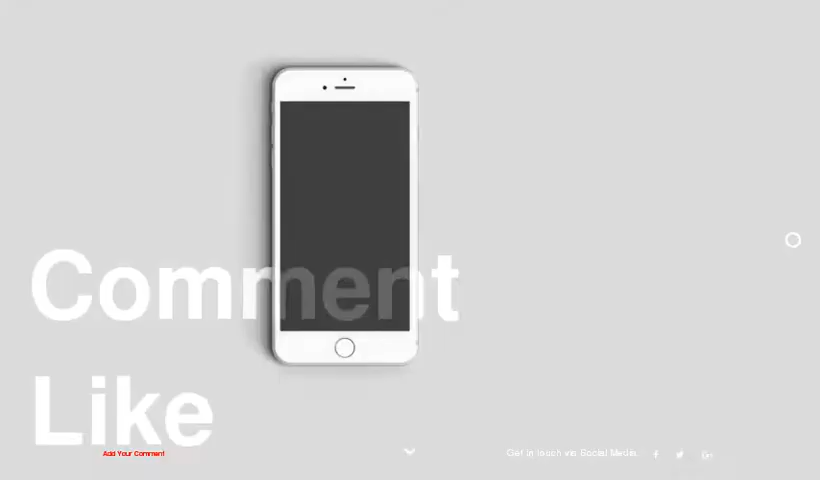 Comment
Like
Add Your Comment
Get in touch via Social Media.
G+